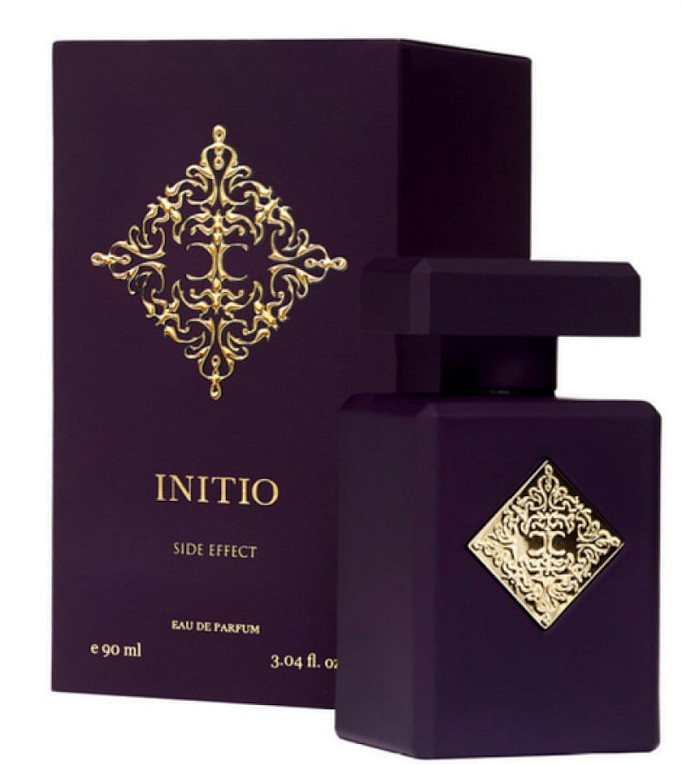 INITIO
SIDE EFFECT
EAU DE PARFUM
e 90 ml
3.04 fl. oz